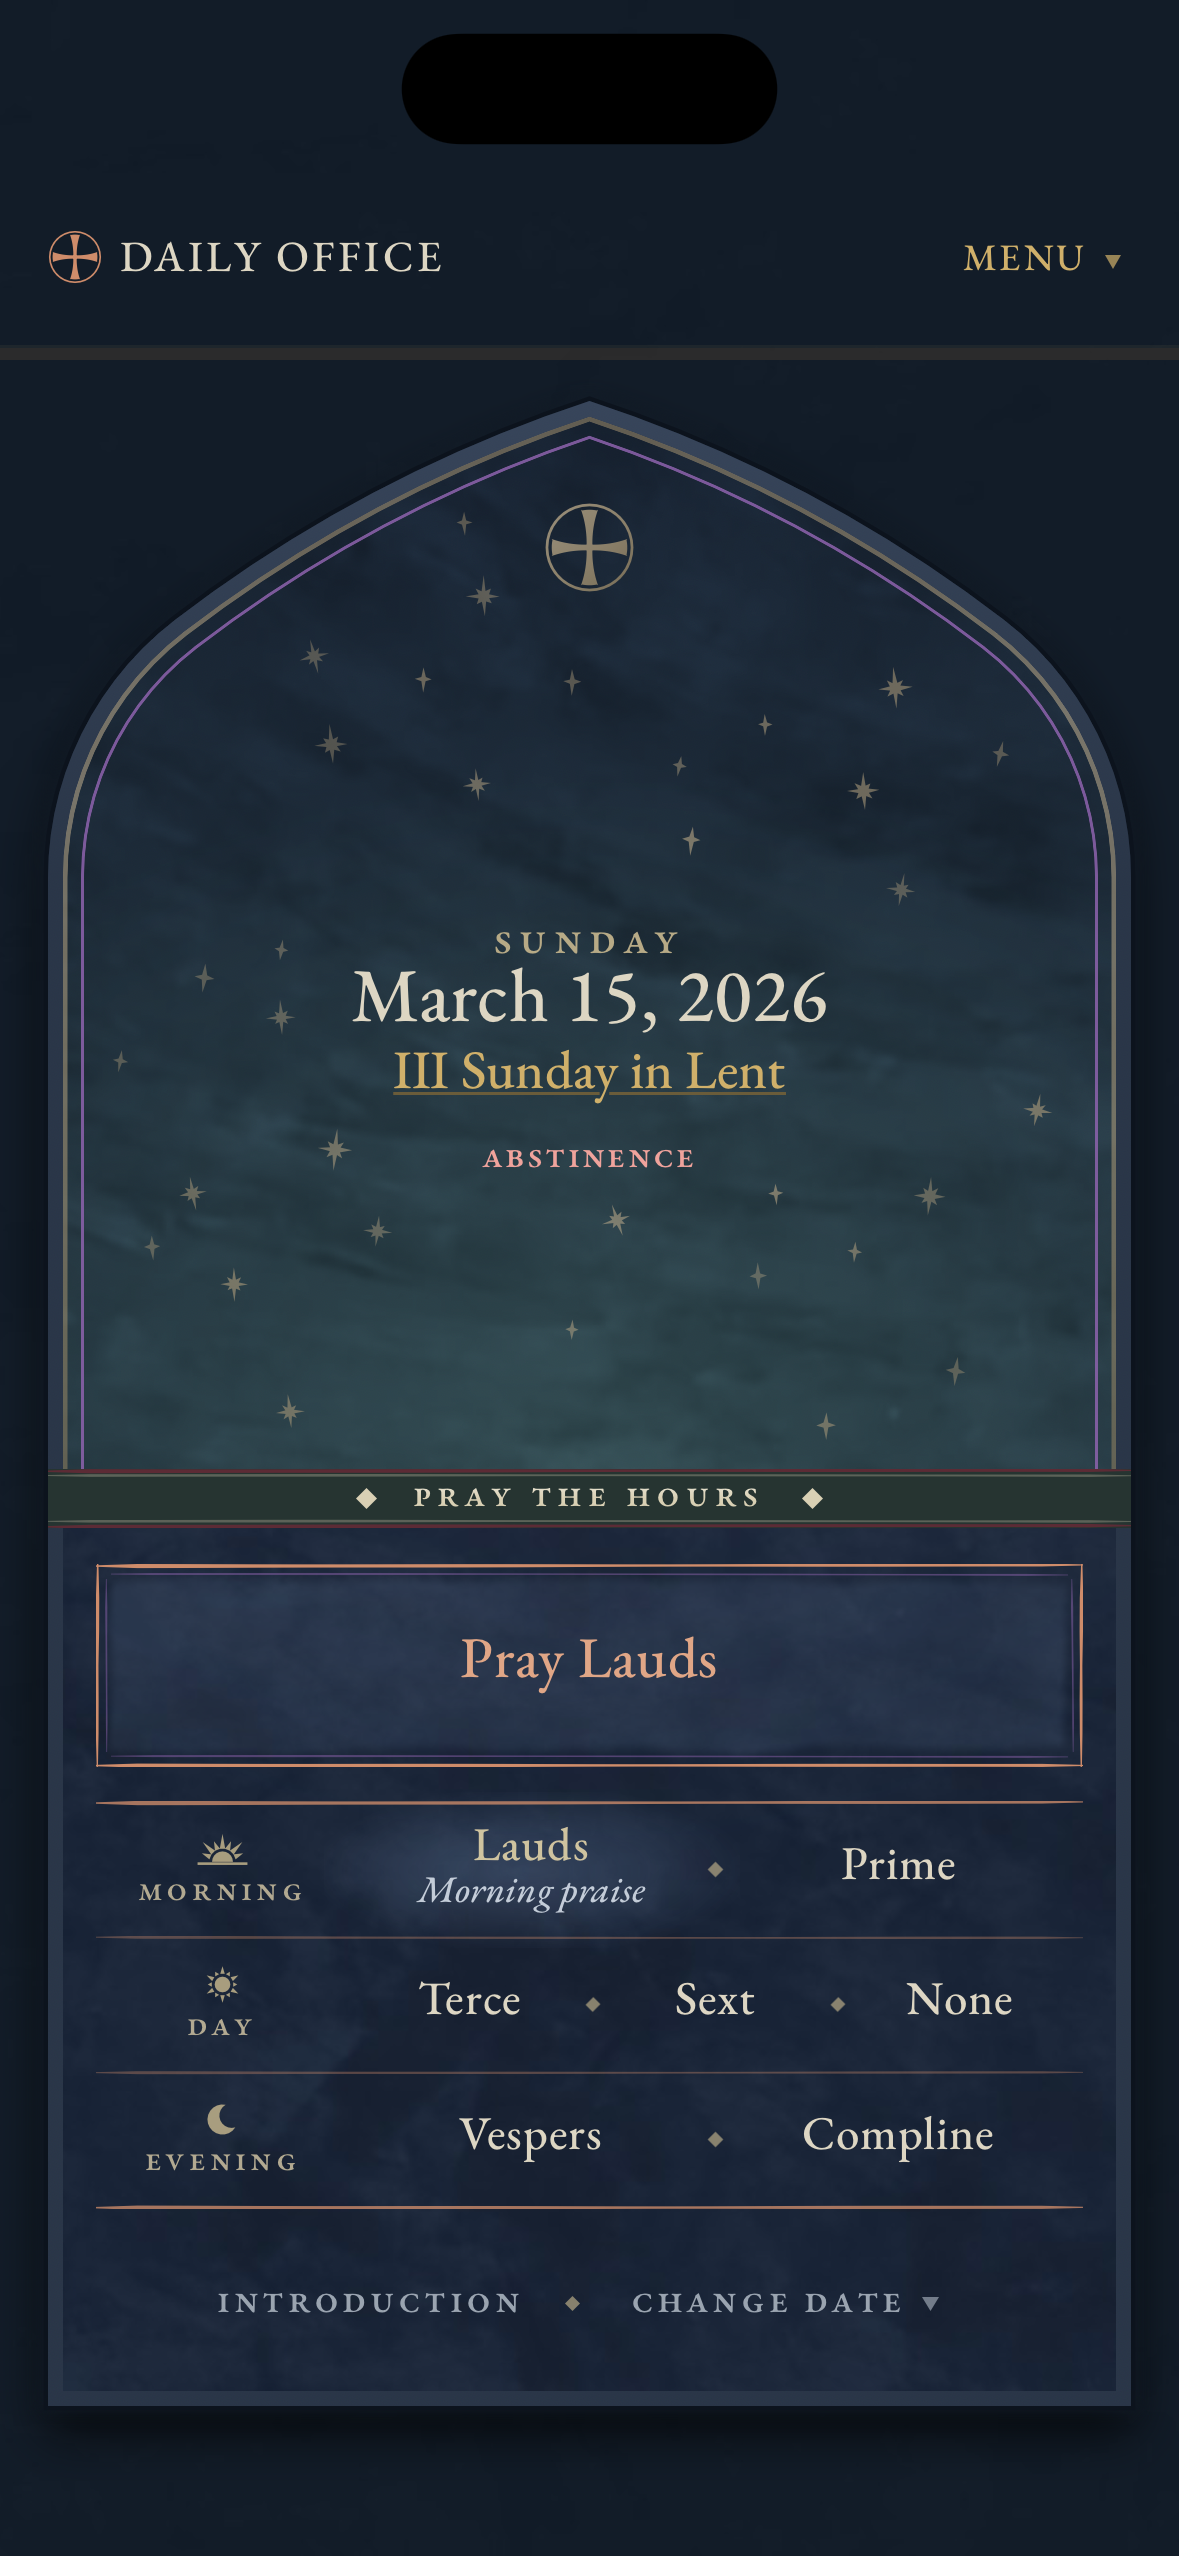 DAILY OFFICE
MENU ▼
SUNDAY
March 15, 2026
III Sunday in Lent
ABSTINENCE
◆ PRAY THE HOURS ◆
Pray Lauds
MORNING
Lauds ◆ Prime
Morning praise
DAY
Terce ◆ Sext ◆ None
EVENING
Vespers ◆ Compline
INTRODUCTION ◆ CHANGE DATE ▼